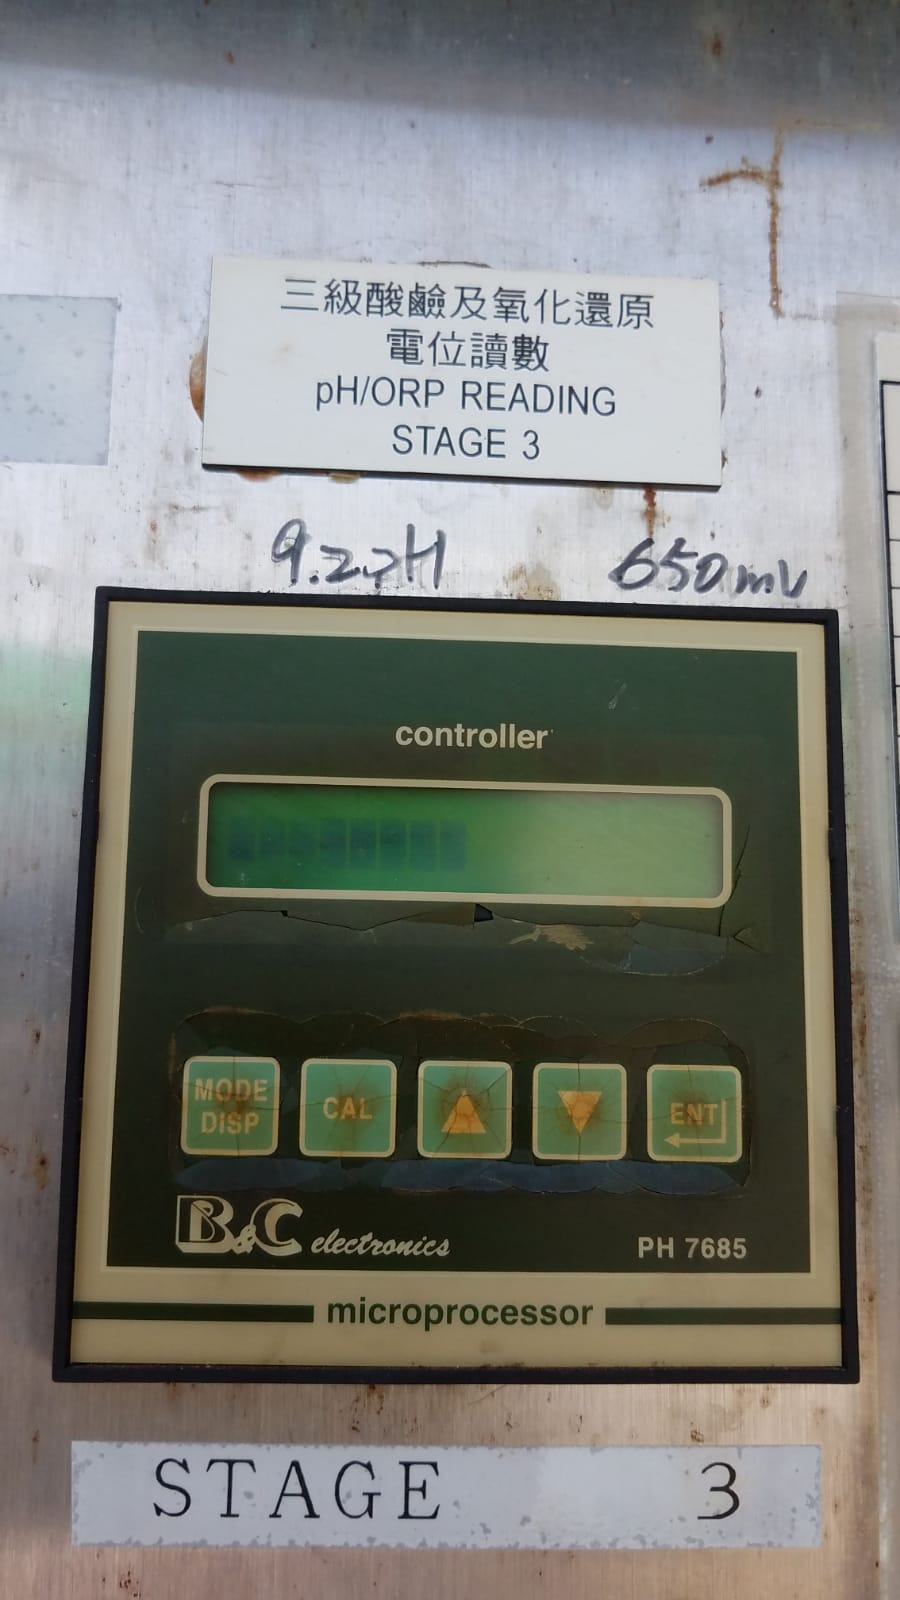 三級酸鹼及氧化還原
電位讀數
pH/ORP READING
STAGE 3
9.2pH 650mV
controller
MODE DISP CAL ENT
B&C electronics PH 7685
microprocessor
STAGE 3